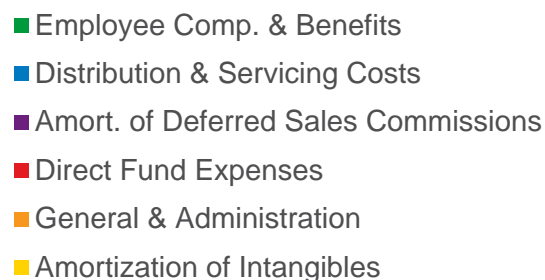 Employee Comp. & Benefits
Distribution & Servicing Costs
Amort. of Deferred Sales Commissions
Direct Fund Expenses
General & Administration
Amortization of Intangibles